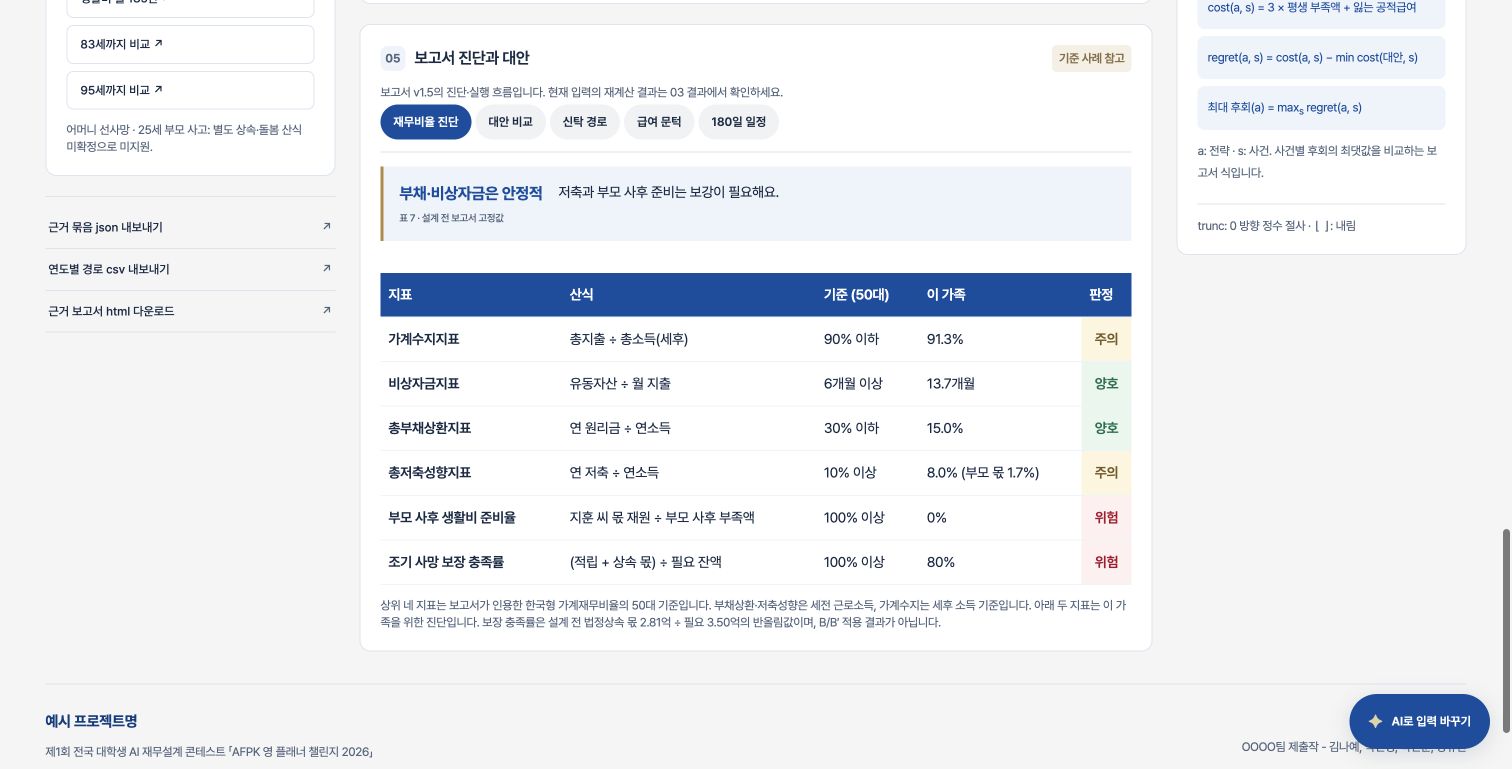 83세까지 비교 ↗
95세까지 비교 ↗
어머니 선사망 · 25세 부모 사고: 별도 상속·돌봄 산식
미확정으로 미지원.
근거 묶음 json 내보내기 ↗
연도별 경로 csv 내보내기 ↗
근거 보고서 html 다운로드 ↗
05 보고서 진단과 대안 기준 사례 참고
보고서 v1.5의 진단·실행 흐름입니다. 현재 입력의 재계산 결과는 03 결과에서 확인하세요.
재무비율 진단 대안 비교 신탁 경로 급여 문턱 180일 일정
부채·비상자금은 안정적 저축과 부모 사후 준비는 보강이 필요해요.
표 7 · 설계 전 보고서 고정값
지표 산식 기준 (50대) 이 가족 판정
가계수지지표 총지출 ÷ 총소득(세후) 90% 이하 91.3% 주의
비상자금지표 유동자산 ÷ 월 지출 6개월 이상 13.7개월 양호
총부채상환지표 연 원리금 ÷ 연소득 30% 이하 15.0% 양호
총저축성향지표 연 저축 ÷ 연소득 10% 이상 8.0% (부모 몫 1.7%) 주의
부모 사후 생활비 준비율 지훈 씨 몫 재원 ÷ 부모 사후 부족액 100% 이상 0% 위험
조기 사망 보장 충족률 (적립 + 상속 몫) ÷ 필요 잔액 100% 이상 80% 위험
상위 네 지표는 보고서가 인용한 한국형 가계재무비율의 50대 기준입니다. 부채상환·저축성향은 세전 근로소득, 가계수지는 세후 소득 기준입니다. 아래 두 지표는 이 가
족을 위한 진단입니다. 보장 충족률은 설계 전 법정상속 몫 2.81억 ÷ 필요 3.50억의 반올림값이며, B/B′ 적용 결과가 아닙니다.
cost(a, s) = 3 × 평생 부족액 + 잃는 공적급여
regret(a, s) = cost(a, s) − min cost(대안, s)
최대 후회(a) = maxs regret(a, s)
a: 전략 · s: 사건. 사건별 후회의 최댓값을 비교하는 보
고서 식입니다.
trunc: 0 방향 정수 절사 · ⌊ ⌋: 내림
예시 프로젝트명
제1회 전국 대학생 AI 재무설계 콘테스트 「AFPK 영 플래너 챌린지 2026」
AI로 입력 바꾸기
OOOO팀 제출작 - 김나예,